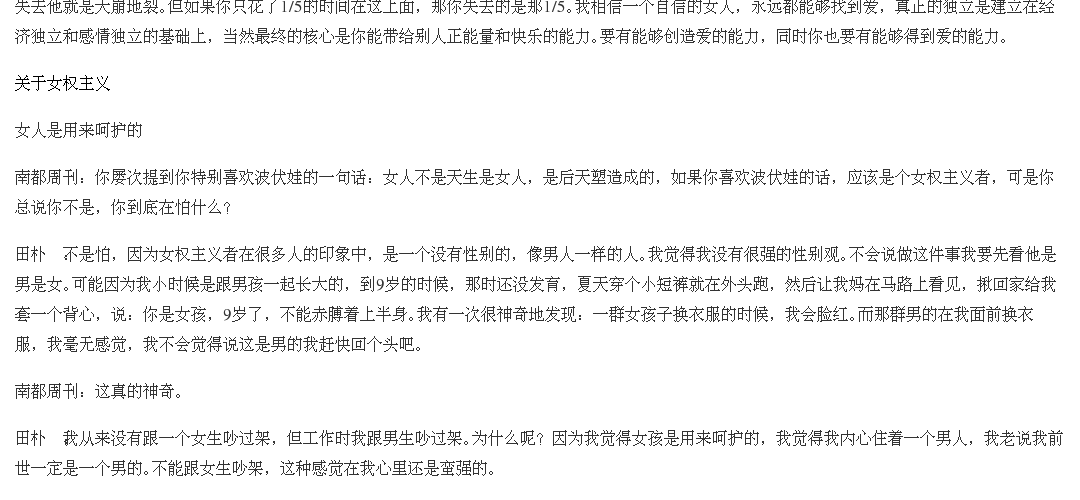 失去他就是天崩地裂。但如果你只花了1/5的时间在这上面，那你失去的是那1/5。我相信一个自信的女人，永远都能够找到爱，真正的独立是建立在经
济独立和感情独立的基础上，当然最终的核心是你能带给别人正能量和快乐的能力。要有能够创造爱的能力，同时你也要有能够得到爱的能力。
关于女权主义
女人是用来呵护的
南都周刊：你屡次提到你特别喜欢波伏娃的一句话：女人不是天生是女人，是后天塑造成的，如果你喜欢波伏娃的话，应该是个女权主义者，可是你
总说你不是，你到底在怕什么？
田朴　不是怕，因为女权主义者在很多人的印象中，是一个没有性别的，像男人一样的人。我觉得我没有很强的性别观。不会说做这件事我要先看他是
男是女。可能因为我小时候是跟男孩一起长大的，到9岁的时候，那时还没发育，夏天穿个小短裤就在外头跑，然后让我妈在马路上看见，揪回家给我
套一个背心，说：你是女孩，9岁了，不能赤膊着上半身。我有一次很神奇地发现：一群女孩子换衣服的时候，我会脸红。而那群男的在我面前换衣
服，我毫无感觉，我不会觉得说这是男的我赶快回个头吧。
南都周刊：这真的神奇。
田朴　我从来没有跟一个女生吵过架，但工作时我跟男生吵过架。为什么呢？因为我觉得女孩是用来呵护的，我觉得我内心住着一个男人，我老说我前
世一定是一个男的。不能跟女生吵架，这种感觉在我心里还是蛮强的。